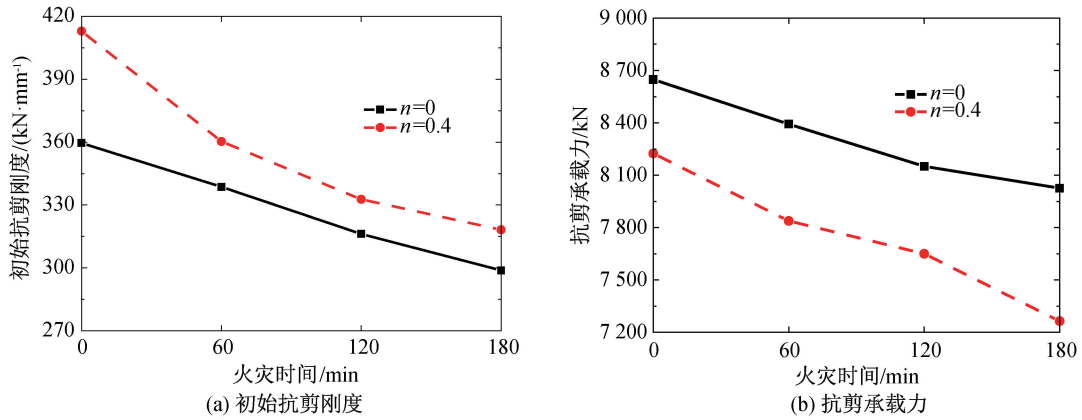 420
390
360
330
300
270
初始抗剪刚度/(kN·mm⁻¹)
n=0
n=0.4
0
60
120
180
火灾时间/min
(a) 初始抗剪刚度
9 000
8 700
8 400
8 100
7 800
7 500
7 200
抗剪承载力/kN
n=0
n=0.4
0
60
120
180
火灾时间/min
(b) 抗剪承载力